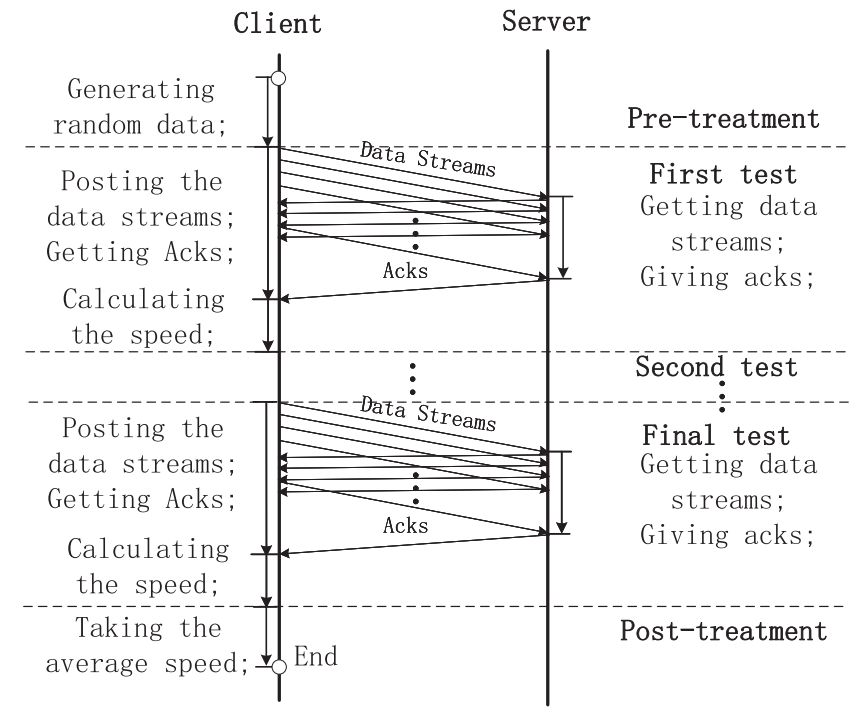 Client
Server
Generating
random data;
Pre-treatment
Data Streams
First test
Posting the
data streams;
Getting Acks;
Getting data
streams;
Giving acks;
Acks
Calculating
the speed;
Second test
Data Streams
Final test
Posting the
data streams;
Getting Acks;
Getting data
streams;
Giving acks;
Acks
Calculating
the speed;
Taking the
average speed;
Post-treatment
End